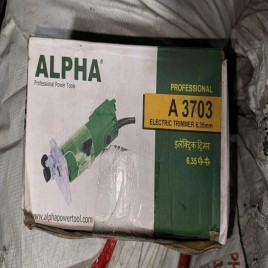 ALPHA®
Professional Power Tools
PROFESSIONAL
A 3703
ELECTRIC TRIMMER 6.35mm
इलेक्ट्रिक ट्रिमर
6.35 मी.मी.
www.alphapowertool.com